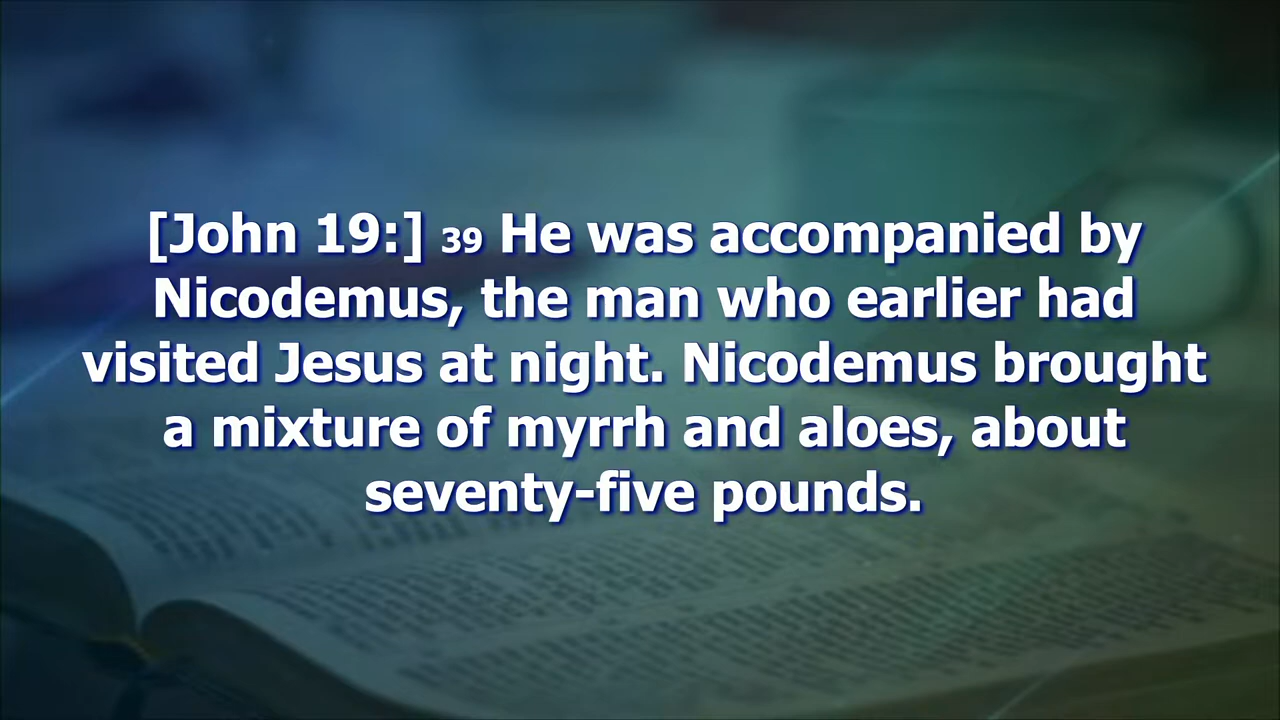 [John 19:] 39 He was accompanied by
Nicodemus, the man who earlier had
visited Jesus at night. Nicodemus brought
a mixture of myrrh and aloes, about
seventy-five pounds.